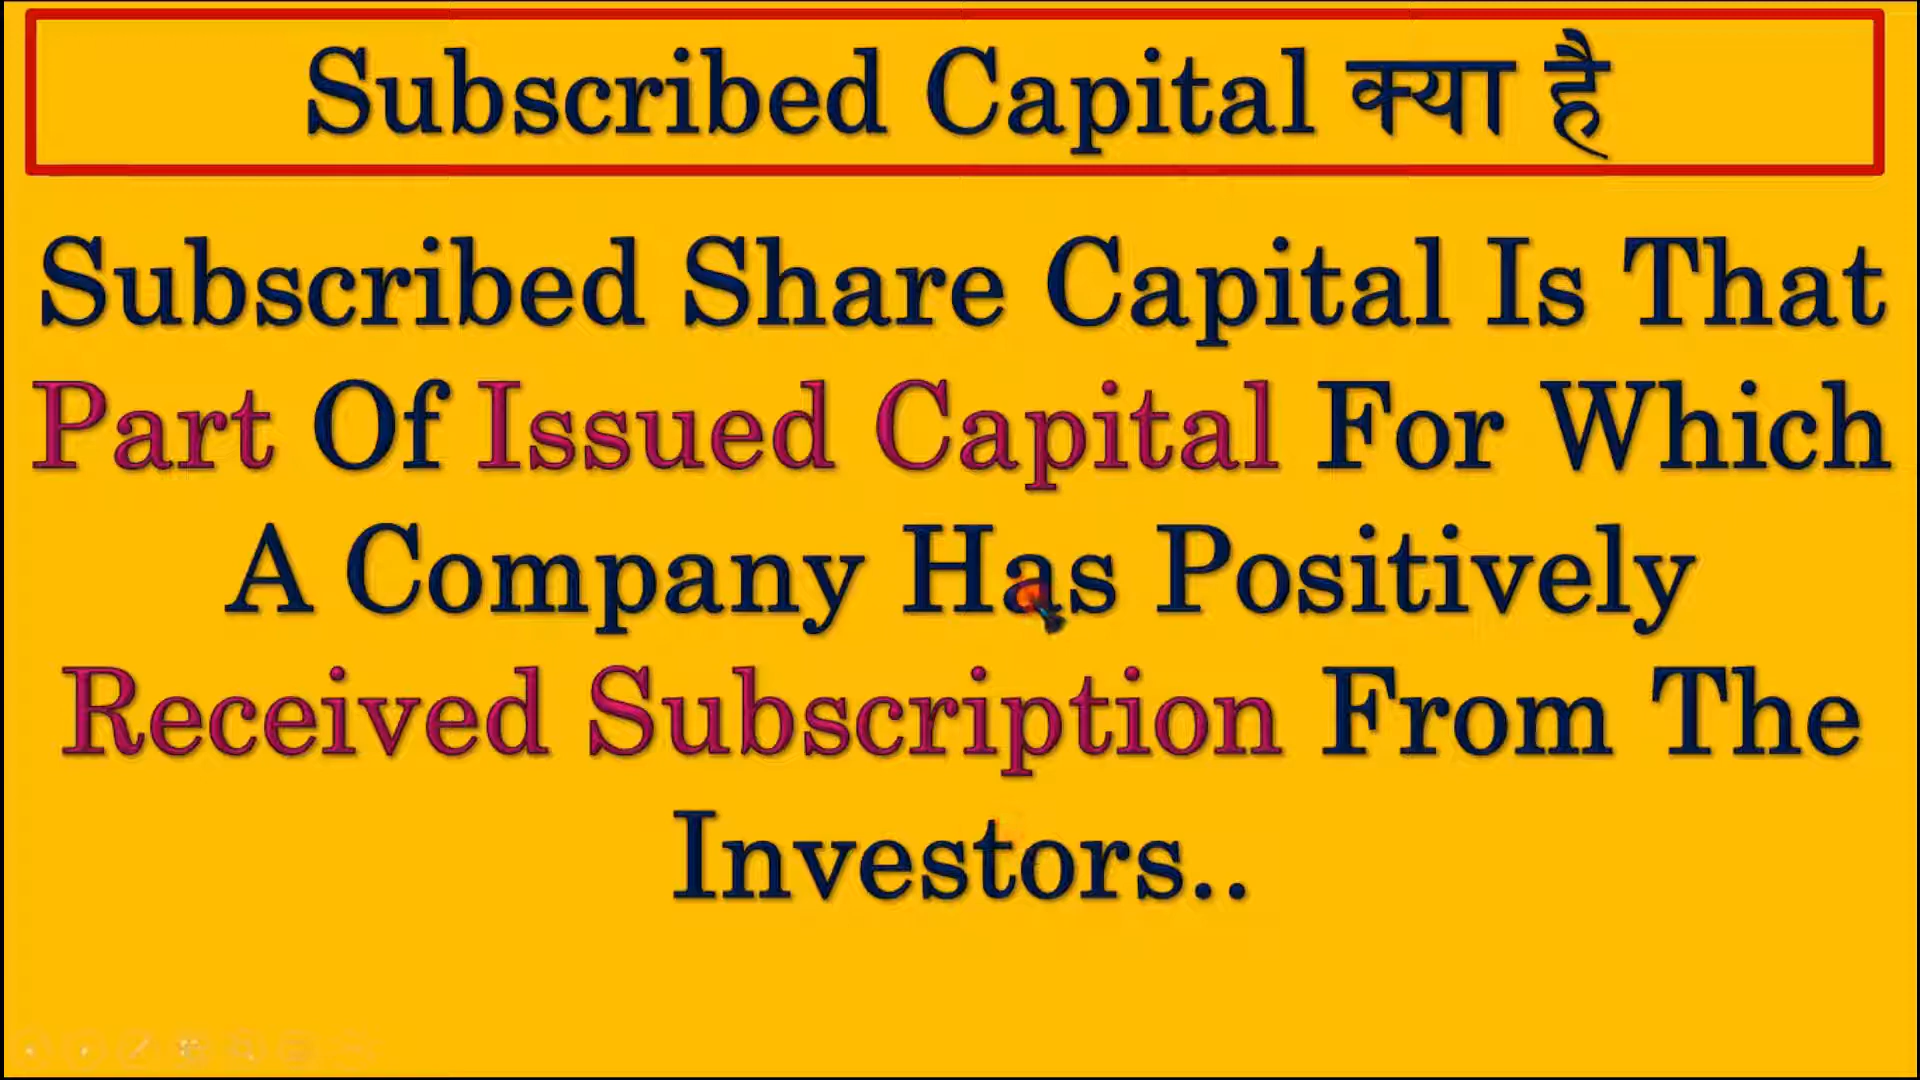 Subscribed Capital क्या है
Subscribed Share Capital Is That
Part Of Issued Capital For Which
A Company Has Positively
Received Subscription From The
Investors..